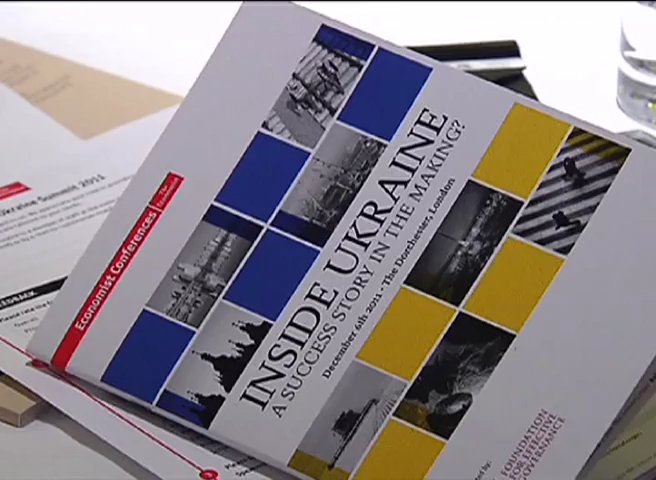 Economist Conferences
The
Economist
INSIDE UKRAINE
A SUCCESS STORY IN THE MAKING?
December 6th 2011 · The Dorchester, London
FOUNDATION
FOR EFFECTIVE
GOVERNANCE
Ukraine Summit 2011